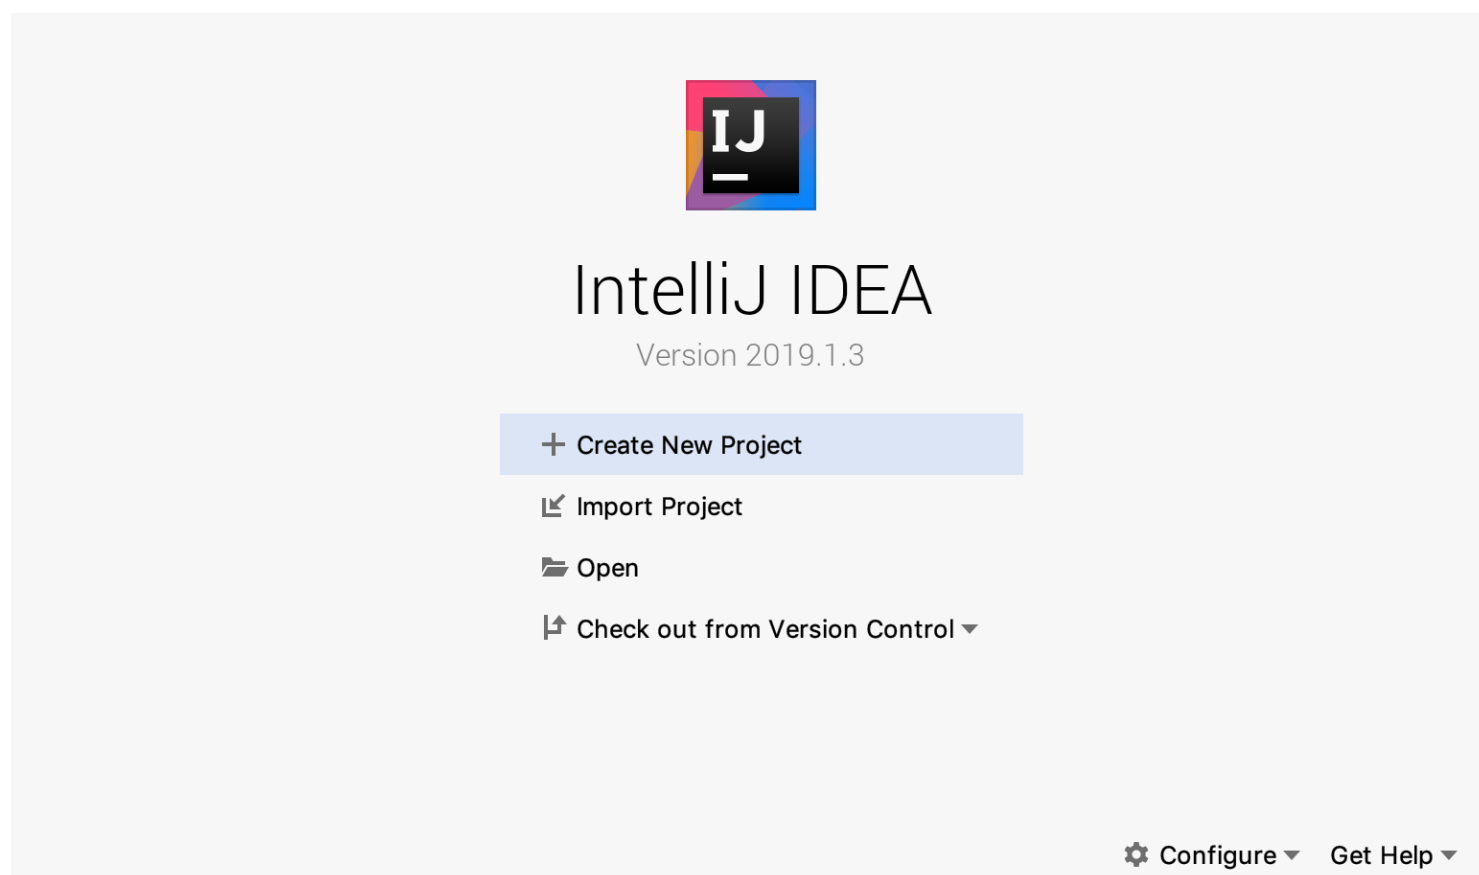 IJ
IntelliJ IDEA
Version 2019.1.3
Create New Project
Import Project
Open
Check out from Version Control
Configure Get Help